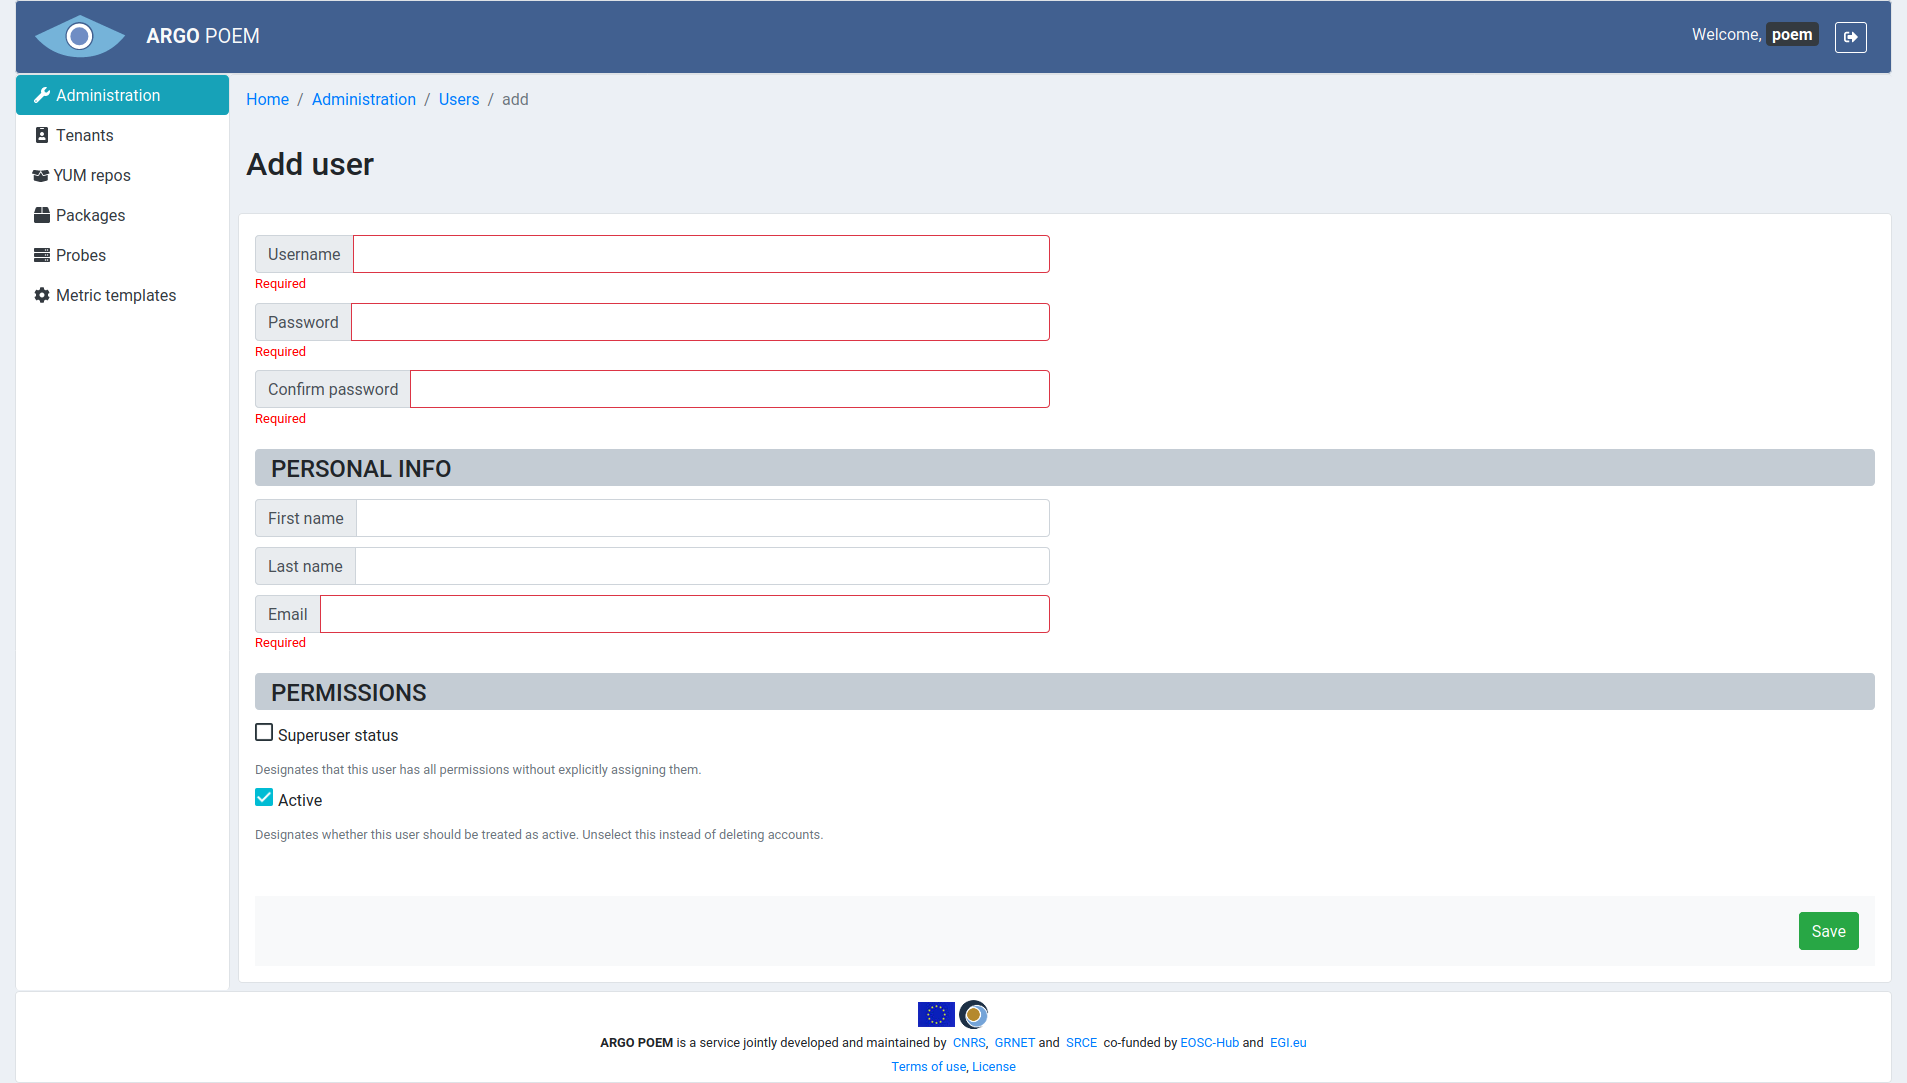 ARGO POEM
Welcome, poem
Administration
Tenants
YUM repos
Packages
Probes
Metric templates
Home / Administration / Users / add
Add user
Username
Required
Password
Required
Confirm password
Required
PERSONAL INFO
First name
Last name
Email
Required
PERMISSIONS
Superuser status
Designates that this user has all permissions without explicitly assigning them.
Active
Designates whether this user should be treated as active. Unselect this instead of deleting accounts.
Save
ARGO POEM is a service jointly developed and maintained by CNRS, GRNET and SRCE co-funded by EOSC-Hub and EGI.eu
Terms of use, License